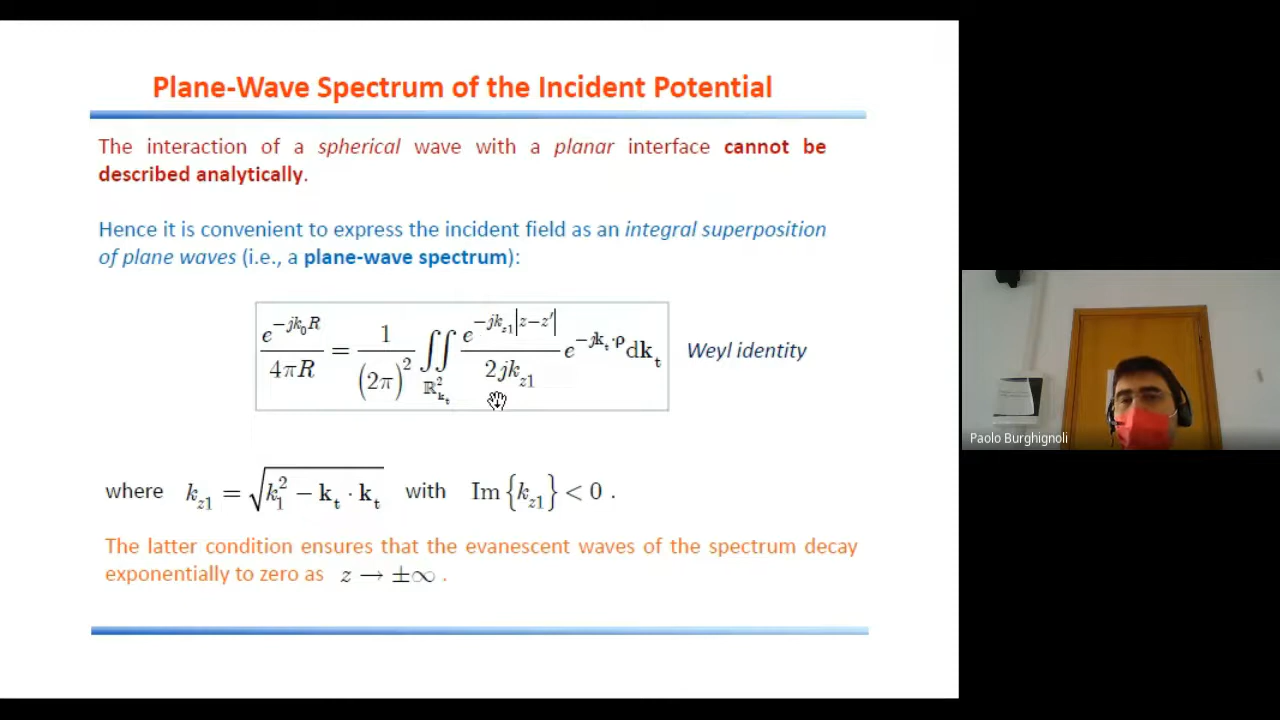 Plane-Wave Spectrum of the Incident Potential
The interaction of a spherical wave with a planar interface cannot be
described analytically.
Hence it is convenient to express the incident field as an integral superposition
of plane waves (i.e., a plane-wave spectrum):
e^{-jk_0R}/4πR = 1/(2π)^2 ∬_{ℝ^2_{k_t}} e^{-jk_{z1}|z-z'|}/2jk_{z1} e^{-jk_t·ρ} dk_t Weyl identity
where k_{z1} = √(k_1^2 − k_t · k_t) with Im{k_{z1}} < 0 .
The latter condition ensures that the evanescent waves of the spectrum decay
exponentially to zero as z → ±∞ .
Paolo Burghignoli